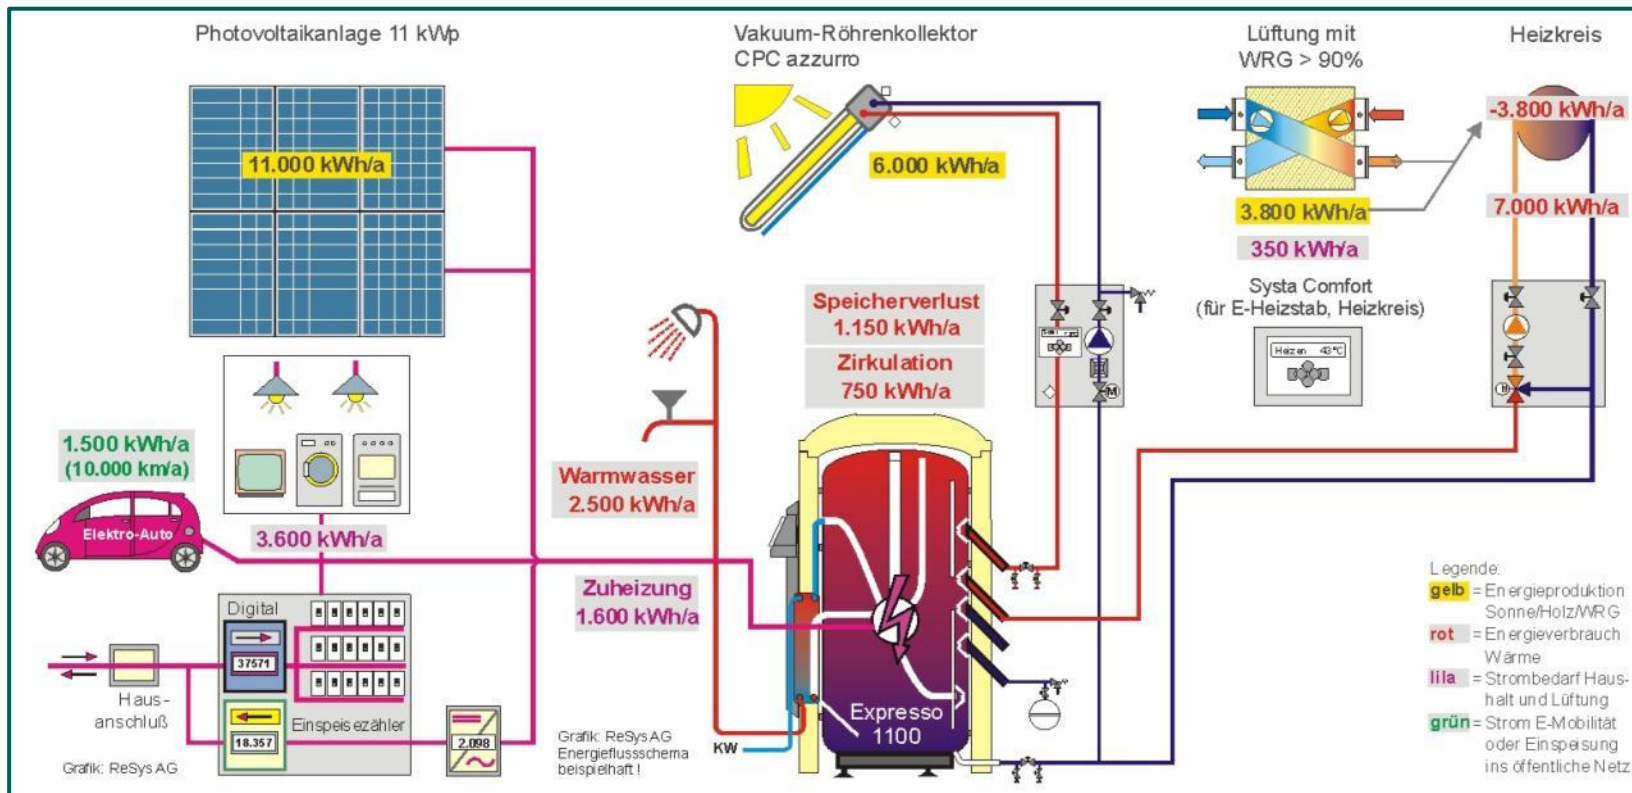 Photovoltaikanlage 11 kWp
11.000 kWh/a
Vakuum-Röhrenkollektor
CPC azzurro
6.000 kWh/a
Lüftung mit
WRG > 90%
3.800 kWh/a
350 kWh/a
Heizkreis
-3.800 kWh/a
7.000 kWh/a
Systa Comfort
(für E-Heizstab, Heizkreis)
Heizen 43°C
Speicherverlust
1.150 kWh/a
Zirkulation
750 kWh/a
M
1.500 kWh/a
(10.000 km/a)
Elektro-Auto
3.600 kWh/a
Warmwasser
2.500 kWh/a
Zuheizung
1.600 kWh/a
Digital
37571
Haus-
anschluß
Einspeisezähler
18.357
2.098
Grafik: ReSys AG
Grafik: ReSys AG
Energieflussschema
beispielhaft !
KW
Expresso
1100
Legende:
gelb = Energieproduktion
Sonne/Holz/WRG
rot = Energieverbrauch
Wärme
lila = Strombedarf Haus-
halt und Lüftung
grün = Strom E-Mobilität
oder Einspeisung
ins öffentliche Netz